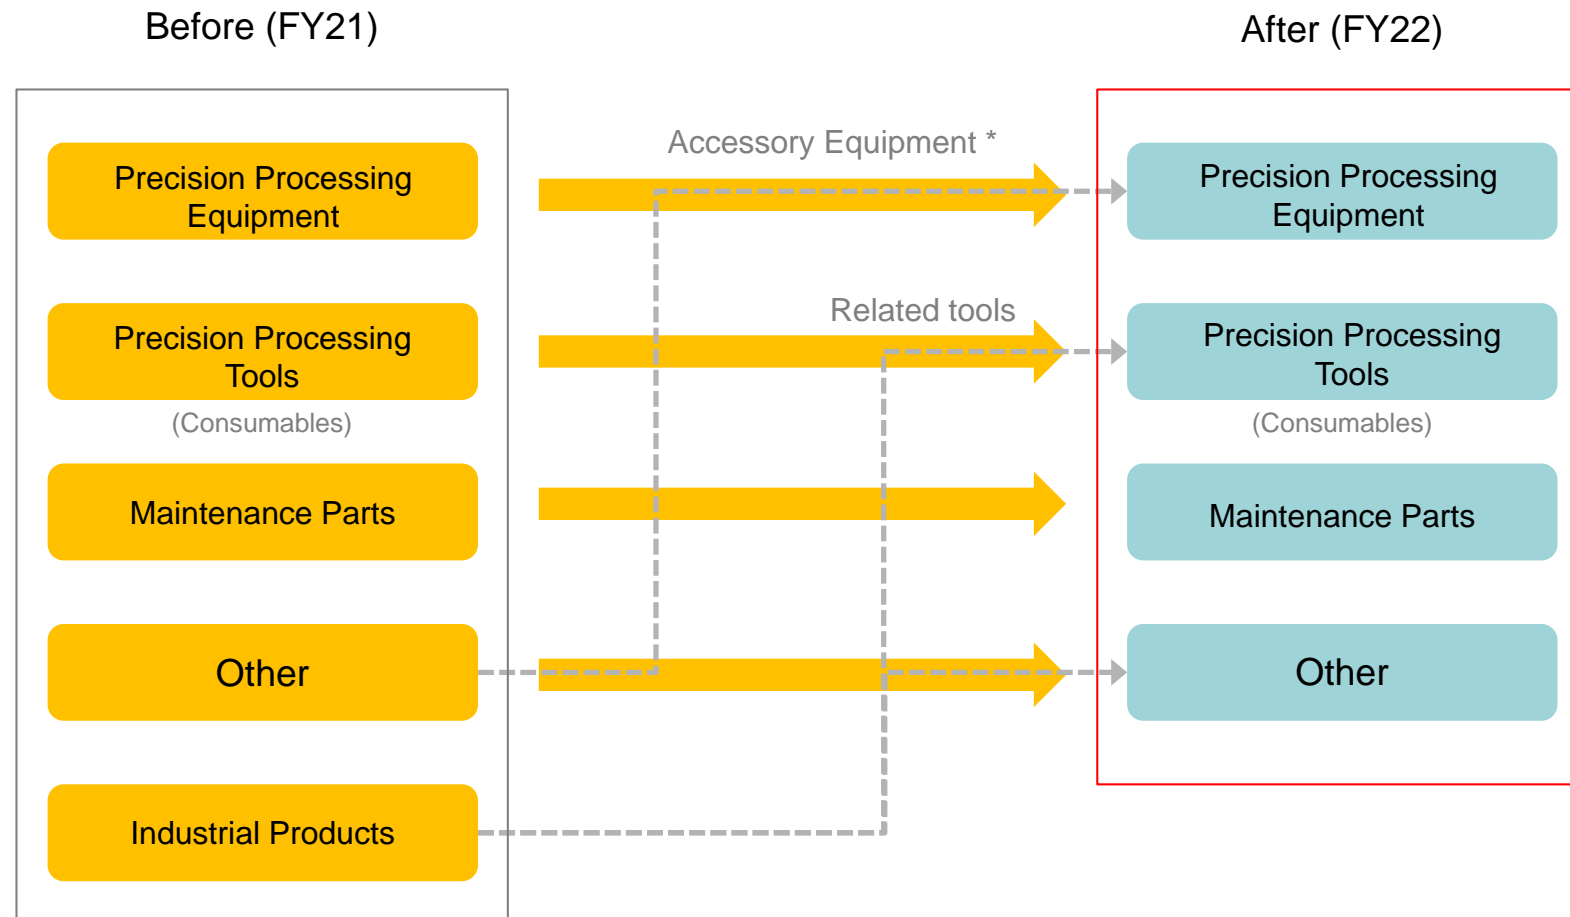 Before (FY21)
After (FY22)
Accessory Equipment *
Precision Processing
Equipment
Precision Processing
Equipment
Related tools
Precision Processing
Tools
(Consumables)
Precision Processing
Tools
(Consumables)
Maintenance Parts
Maintenance Parts
Other
Other
Industrial Products